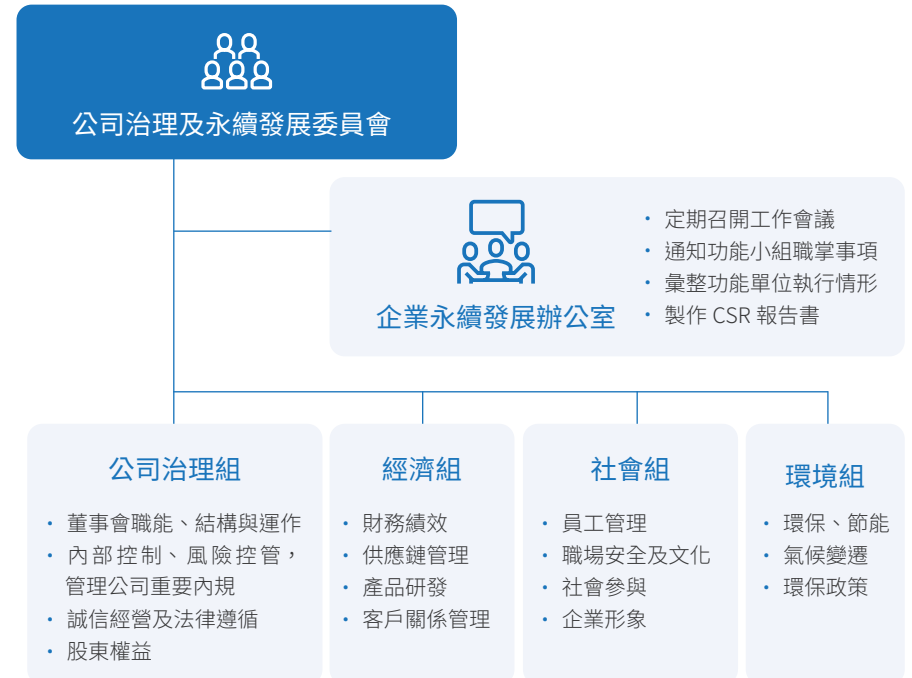 公司治理及永續發展委員會
企業永續發展辦公室
・定期召開工作會議
・通知功能小組職掌事項
・彙整功能單位執行情形
・製作 CSR 報告書
公司治理組
・董事會職能、結構與運作
・內部控制、風險控管，
管理公司重要內規
・誠信經營及法律遵循
・股東權益
經濟組
・財務績效
・供應鏈管理
・產品研發
・客戶關係管理
社會組
・員工管理
・職場安全及文化
・社會參與
・企業形象
環境組
・環保、節能
・氣候變遷
・環保政策